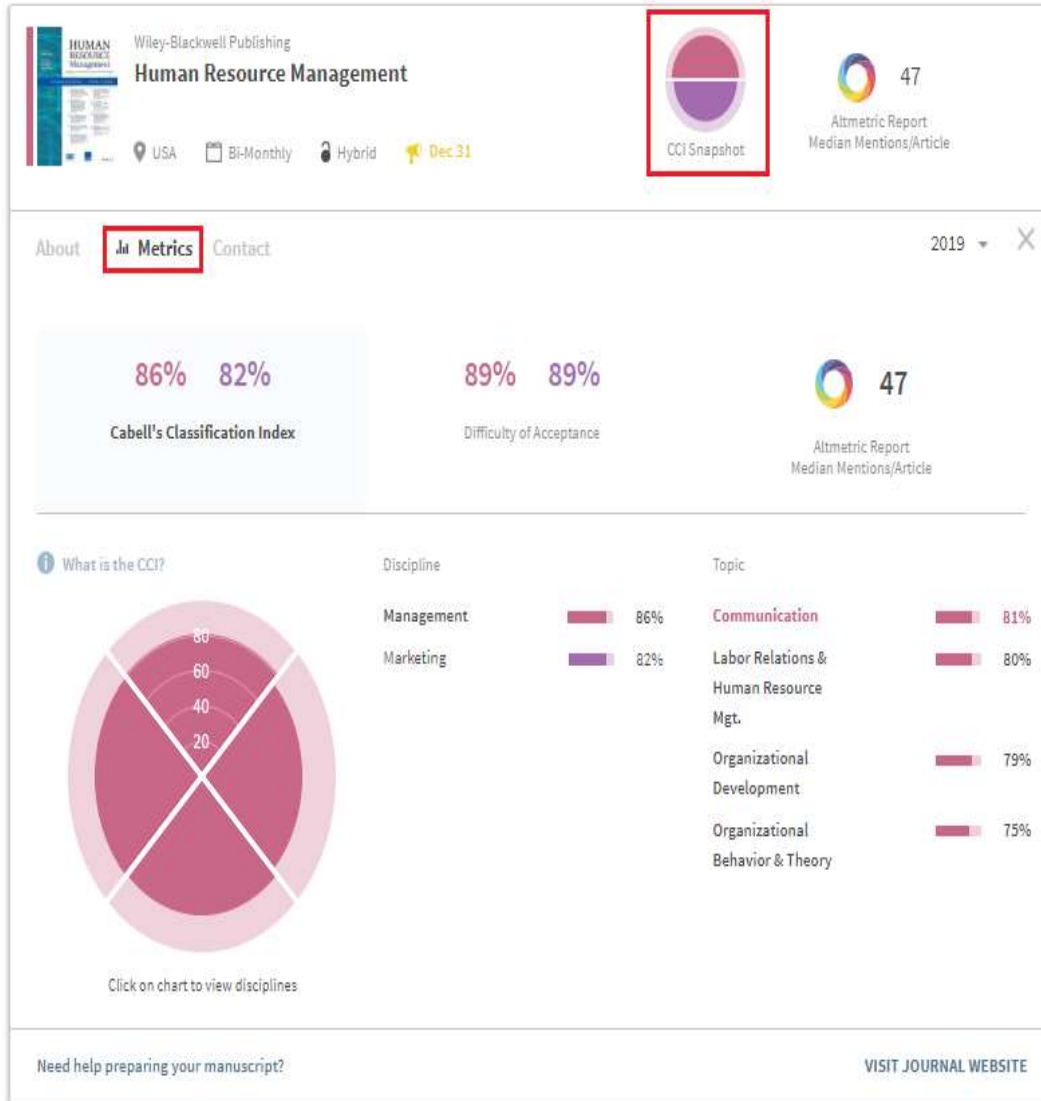 HUMAN
RESOURCE
Management
Wiley-Blackwell Publishing
Human Resource Management
USA Bi-Monthly Hybrid Dec 31
CCI Snapshot
47
Altmetric Report
Median Mentions/Article
About Metrics Contact
2019
86% 82%
Cabell's Classification Index
89% 89%
Difficulty of Acceptance
47
Altmetric Report
Median Mentions/Article
What is the CCI?
80
60
40
20
Click on chart to view disciplines
Discipline
Management 86%
Marketing 82%
Topic
Communication 81%
Labor Relations & 80%
Human Resource
Mgt.
Organizational 79%
Development
Organizational 75%
Behavior & Theory
Need help preparing your manuscript?
VISIT JOURNAL WEBSITE